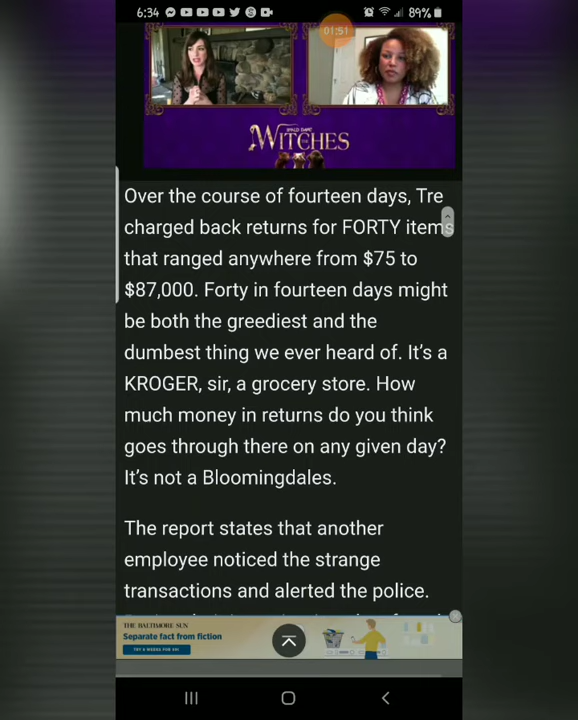 6:34
89%
01:51
ROALD DAHL'S
WITCHES
Over the course of fourteen days, Tre
charged back returns for FORTY items
that ranged anywhere from $75 to
$87,000. Forty in fourteen days might
be both the greediest and the
dumbest thing we ever heard of. It's a
KROGER, sir, a grocery store. How
much money in returns do you think
goes through there on any given day?
It's not a Bloomingdales.
The report states that another
employee noticed the strange
transactions and alerted the police.
THE BALTIMORE SUN
Separate fact from fiction